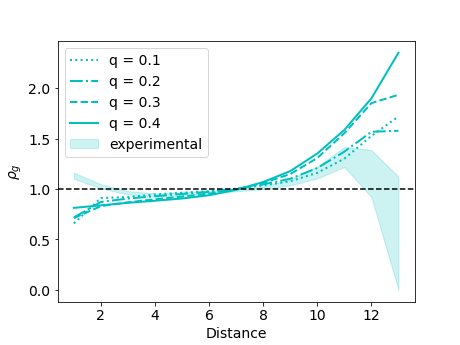 q = 0.1
q = 0.2
q = 0.3
q = 0.4
experimental
2.0
1.5
1.0
0.5
0.0
ρg
2 4 6 8 10 12
Distance